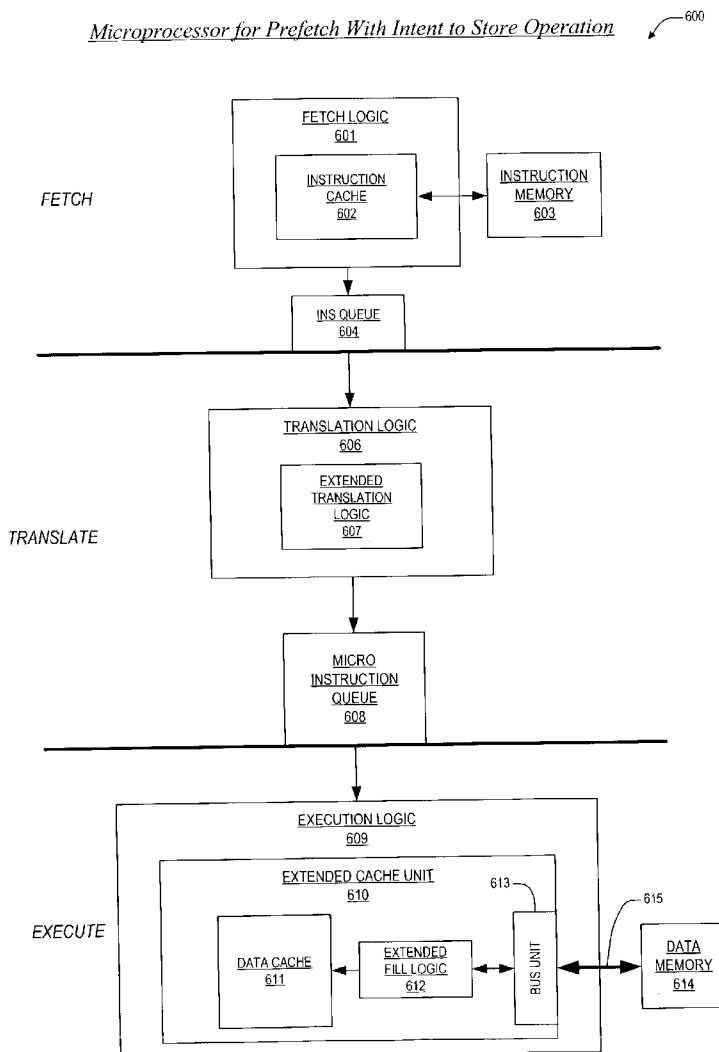 Microprocessor for Prefetch With Intent to Store Operation
600
FETCH LOGIC
601
INSTRUCTION
CACHE
602
INSTRUCTION
MEMORY
603
FETCH
INS QUEUE
604
TRANSLATION LOGIC
606
EXTENDED
TRANSLATION
LOGIC
607
TRANSLATE
MICRO
INSTRUCTION
QUEUE
608
EXECUTION LOGIC
609
EXTENDED CACHE UNIT
610
613
615
EXECUTE
DATA CACHE
611
EXTENDED
FILL LOGIC
612
BUS UNIT
DATA
MEMORY
614